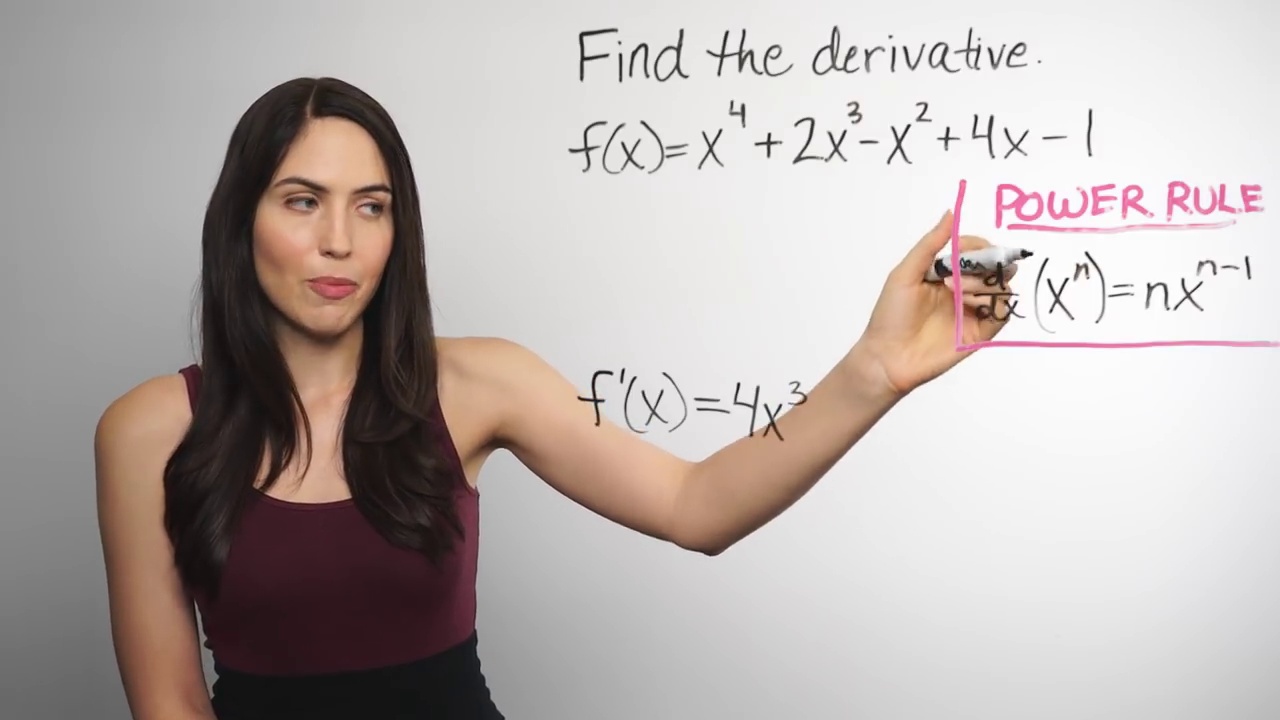 Find the derivative.
f(x)=x⁴+2x³-x²+4x-1
POWER RULE
d/dx (xⁿ)=nxⁿ⁻¹
f'(x)=4x³